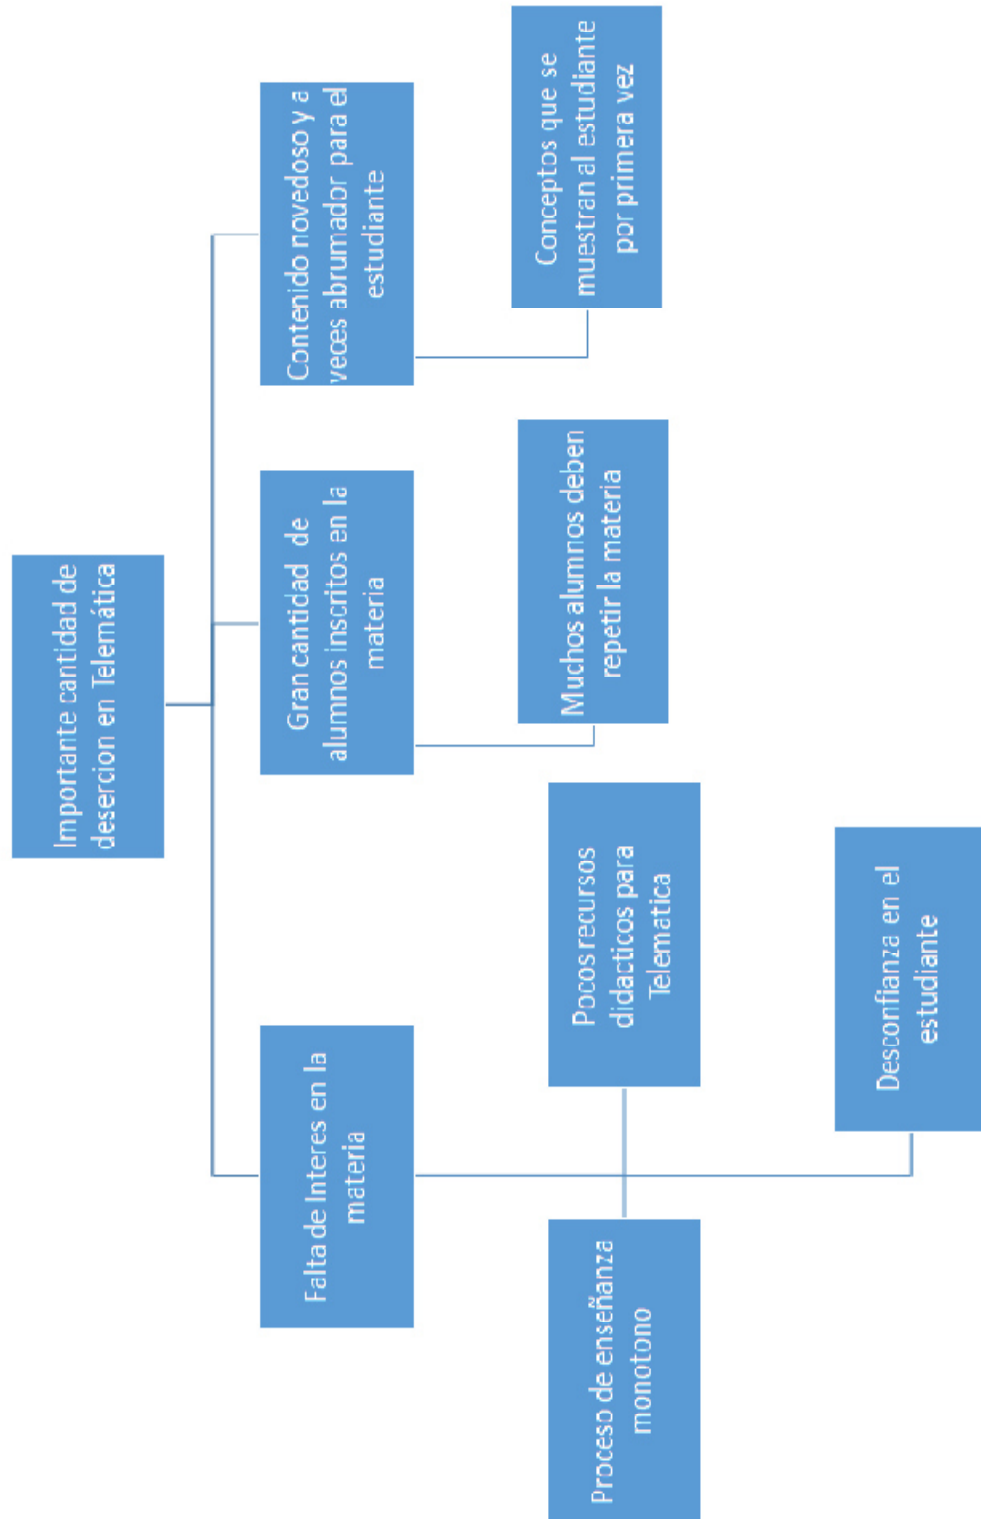 Importante cantidad de
desercion en Telemática
Falta de Interes en la
materia
Gran cantidad de
alumnos inscritos en la
materia
Contenido novedoso y a
veces abrumador para el
estudiante
Proceso de enseñanza
monotono
Pocos recursos
didacticos para
Telematica
Muchos alumnos deben
repetir la materia
Conceptos que se
muestran al estudiante
por primera vez
Desconfianza en el
estudiante